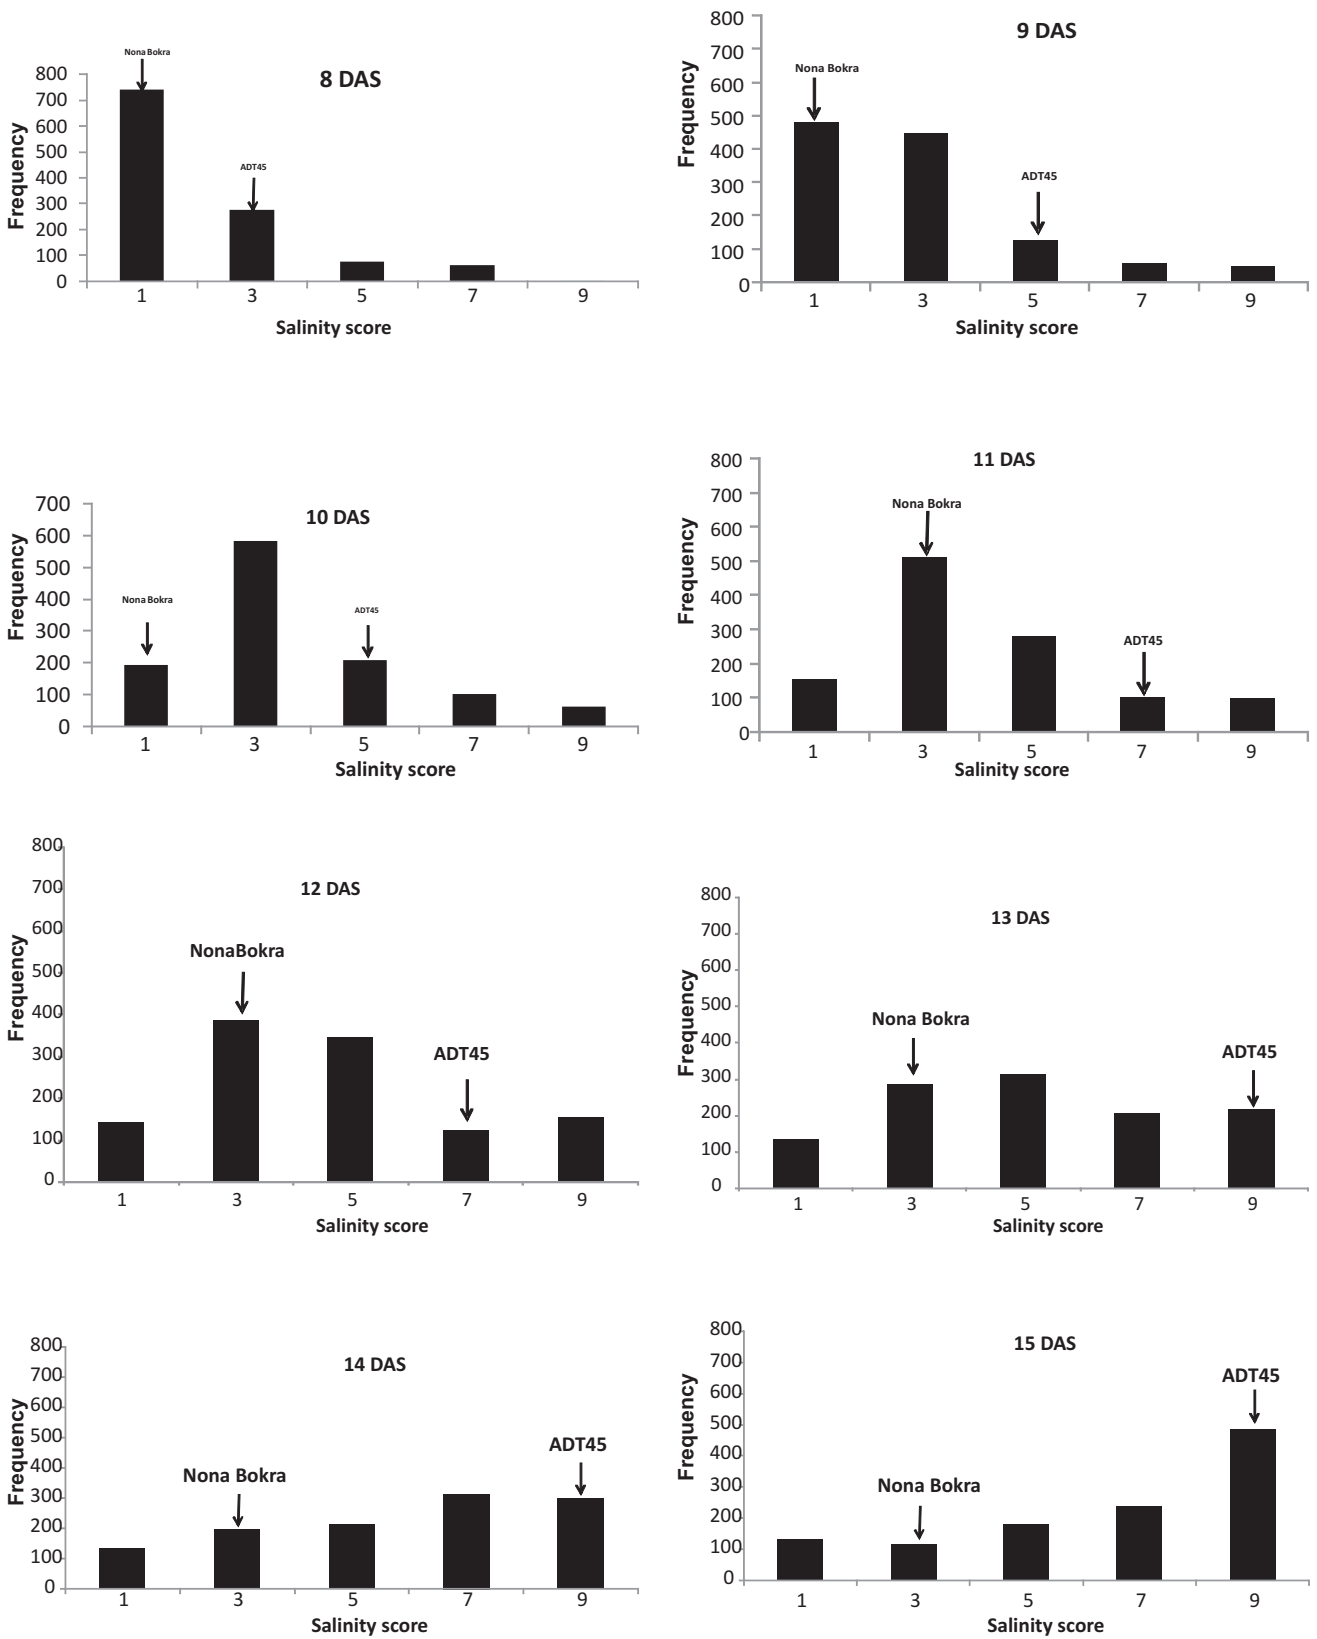 Nona Bokra
8 DAS
ADT45
Frequency
800
700
600
500
400
300
200
100
0
1 3 5 7 9
Salinity score
9 DAS
Nona Bokra
ADT45
Frequency
800
700
600
500
400
300
200
100
0
1 3 5 7 9
Salinity score
10 DAS
Nona Bokra
ADT45
Frequency
700
600
500
400
300
200
100
0
1 3 5 7 9
Salinity score
11 DAS
Nona Bokra
ADT45
Frequency
800
700
600
500
400
300
200
100
0
1 3 5 7 9
Salinity score
12 DAS
NonaBokra
ADT45
Frequency
800
700
600
500
400
300
200
100
0
1 3 5 7 9
Salinity score
13 DAS
Nona Bokra
ADT45
Frequency
800
700
600
500
400
300
200
100
0
1 3 5 7 9
Salinity score
14 DAS
ADT45
Nona Bokra
Frequency
800
700
600
500
400
300
200
100
0
1 3 5 7 9
Salinity score
15 DAS
ADT45
Nona Bokra
Frequency
800
700
600
500
400
300
200
100
0
1 3 5 7 9
Salinity score